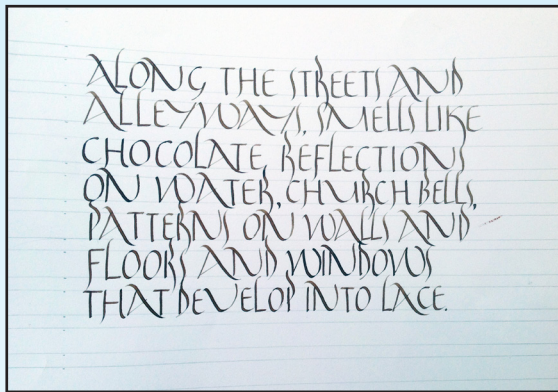 ALONG THE STREETS AND
ALLEYWAYS, SMELLS LIKE
CHOCOLATE, REFLECTIONS
ON WATER, CHURCH BELLS,
PATTERNS ON WALLS AND
FLOORS AND WINDOWS
THAT DEVELOP INTO LACE.